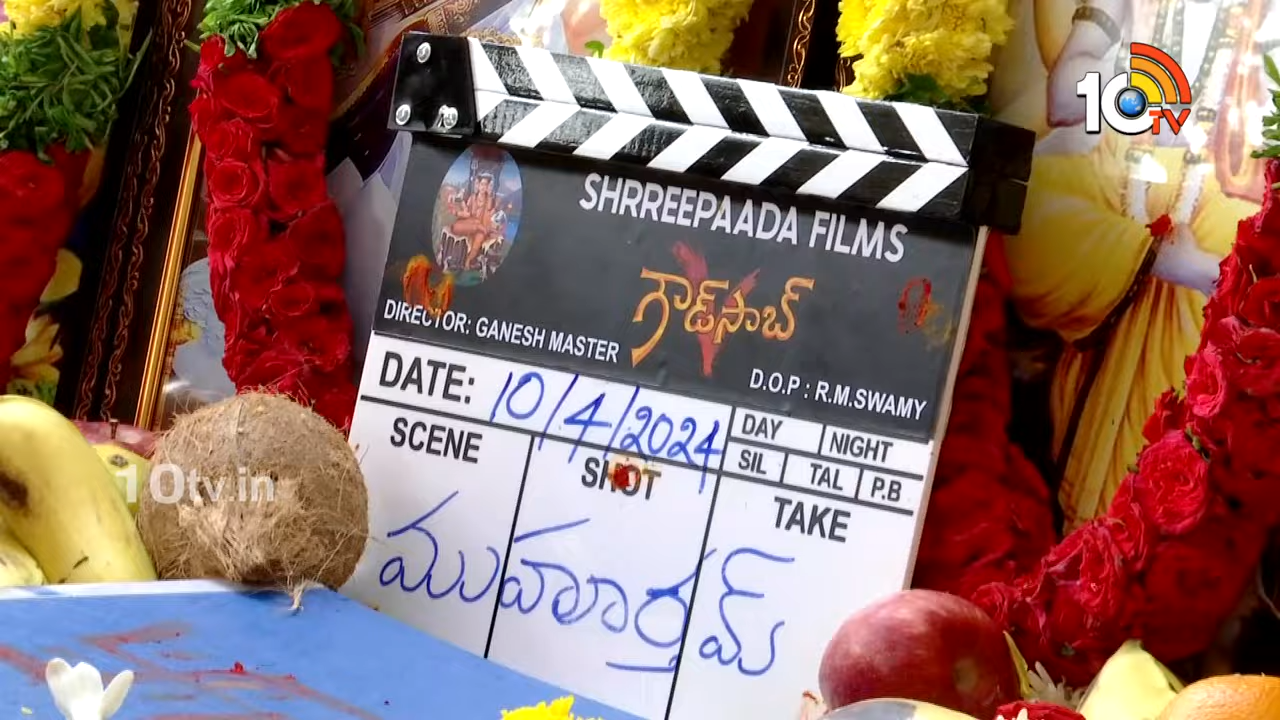 10TV
SHRREEPAADA FILMS
గౌడ్‌సాబ్
DIRECTOR: GANESH MASTER
D.O.P : R.M.SWAMY
DATE: 10/4/2024
DAY NIGHT
SIL TAL P.B
SCENE SHOT TAKE
ముహూర్తమ్
10tv.in